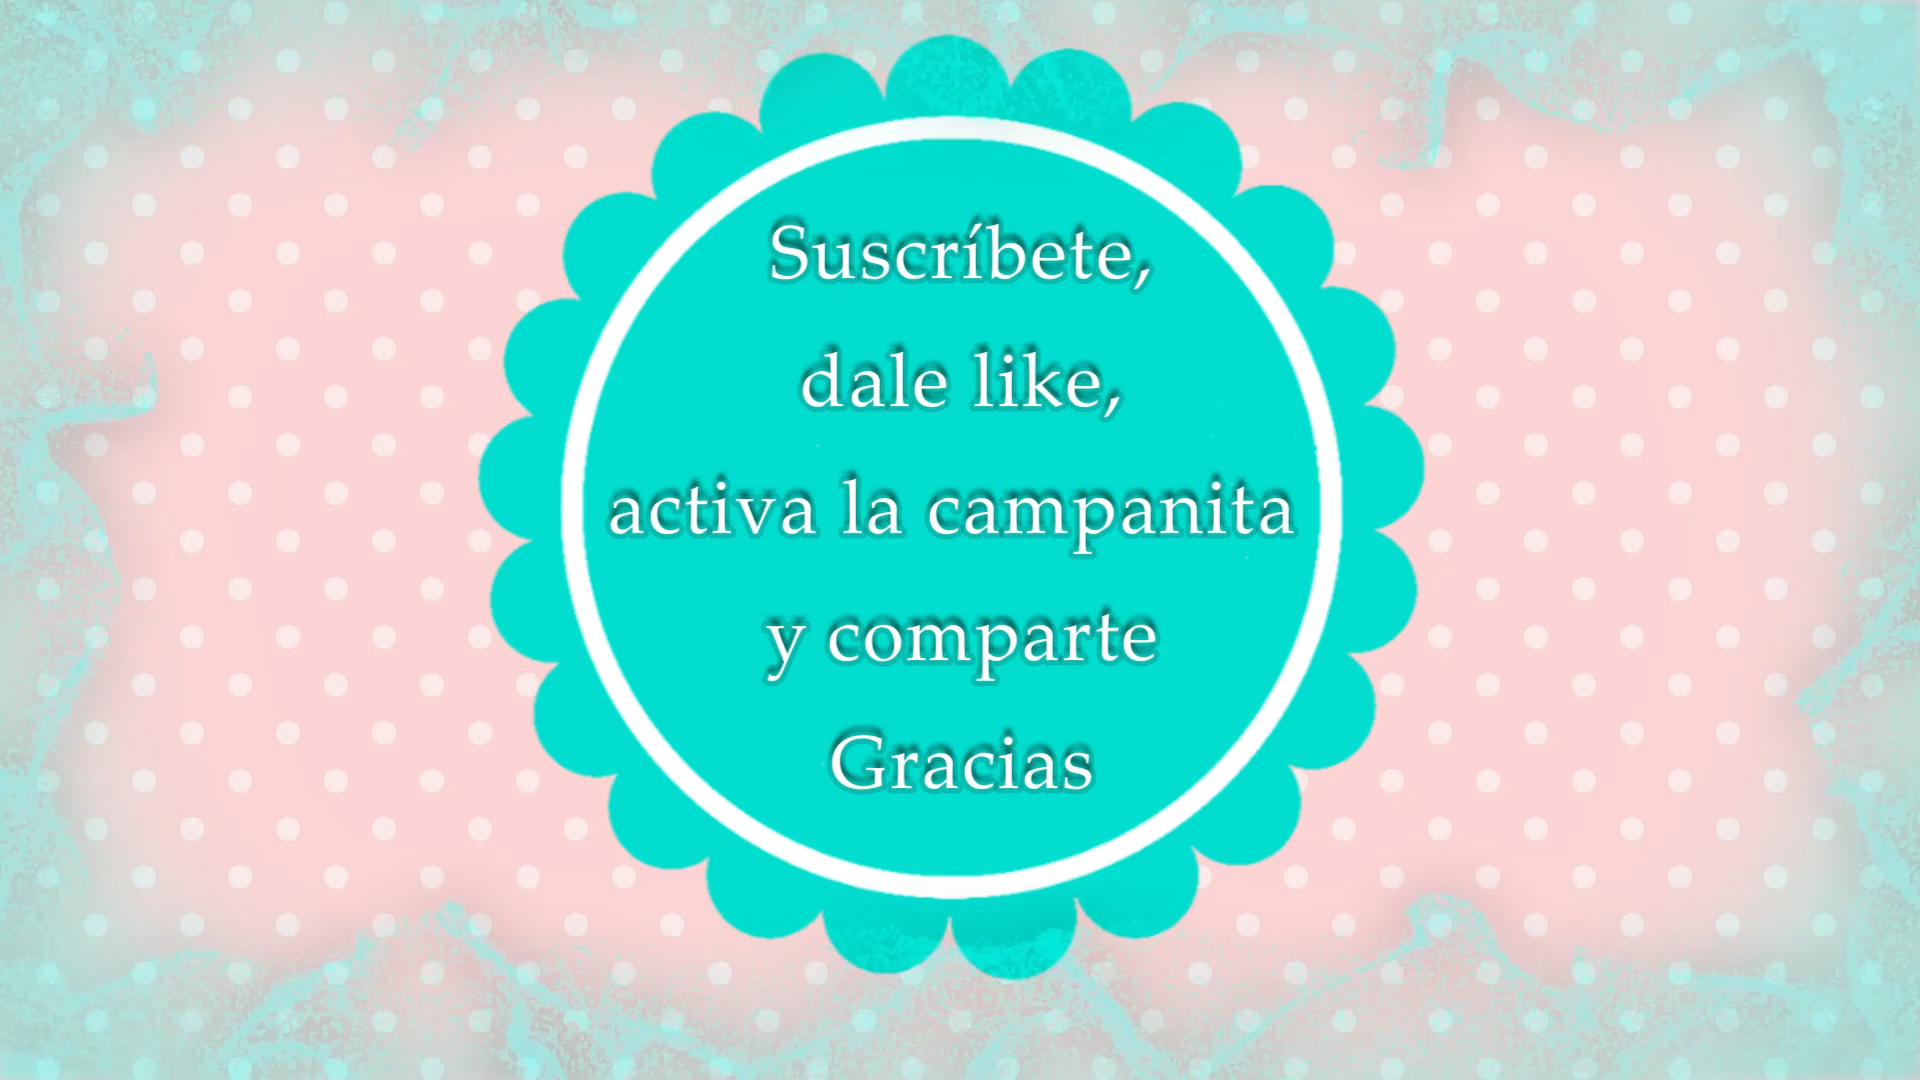 Suscríbete,
dale like,
activa la campanita
y comparte
Gracias